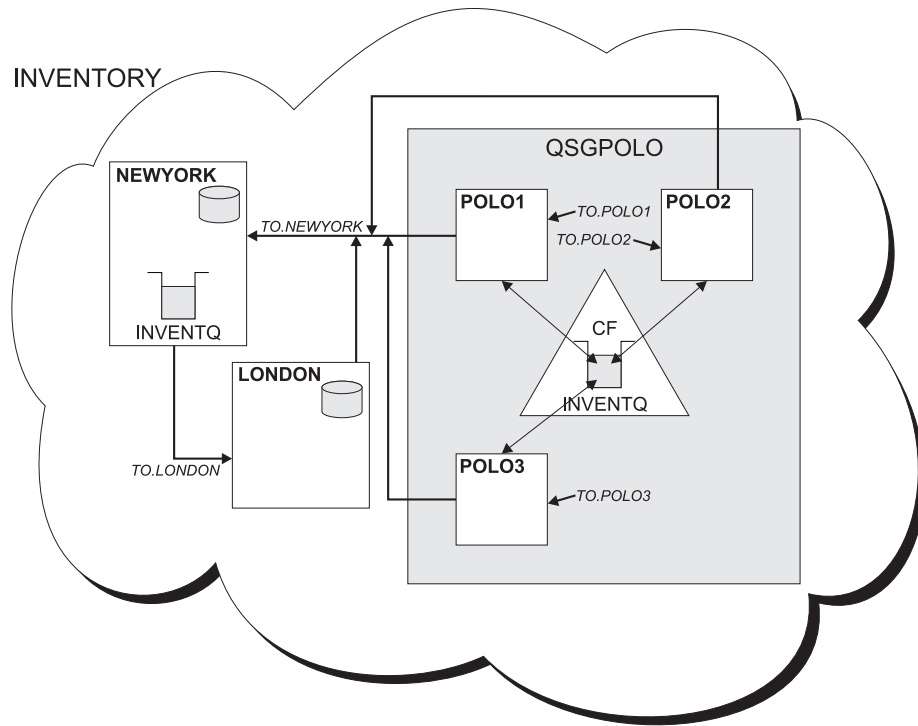 INVENTORY
QSGPOLO
NEWYORK
POLO1
POLO2
TO.POLO1
TO.NEWYORK
TO.POLO2
CF
INVENTQ
LONDON
INVENTQ
POLO3
TO.LONDON
TO.POLO3